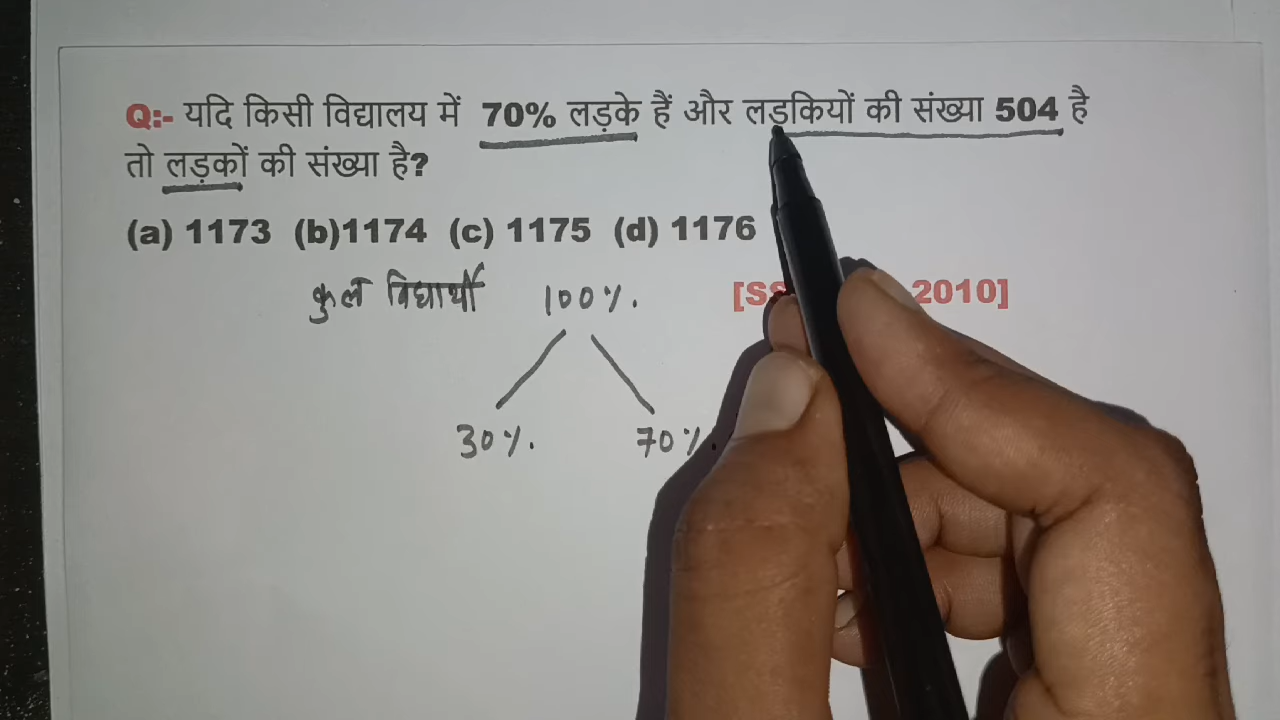 Q:- यदि किसी विद्यालय में 70% लड़के हैं और लड़कियों की संख्या 504 है
तो लड़कों की संख्या है?
(a) 1173 (b)1174 (c) 1175 (d) 1176
कुल विद्यार्थी 100%.
2010]
30%. 70%